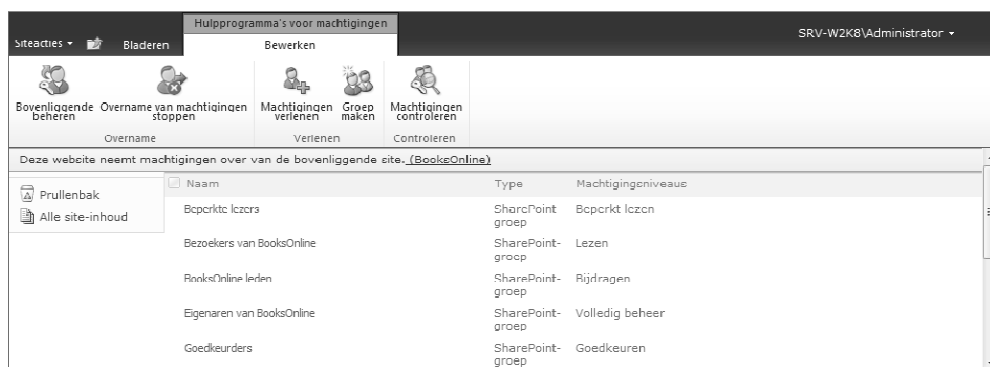 Hulpprogramma's voor machtigingen
SRV-W2K8\Administrator
Siteacties
Bladeren
Bewerken
Bovenliggende beheren
Overname van machtigingen stoppen
Machtigingen verlenen
Groep maken
Machtigingen controleren
Overname
Verlenen
Controleren
Deze website neemt machtigingen over van de bovenliggende site. (BooksOnline)
Prullenbak
Alle site-inhoud
Naam Type Machtigingsniveaus
Beperkte lezers SharePoint-groep Beperkt lezen
Bezoekers van BooksOnline SharePoint-groep Lezen
BooksOnline leden SharePoint-groep Bijdragen
Eigenaren van BooksOnline SharePoint-groep Volledig beheer
Goedkeurders SharePoint-groep Goedkeuren